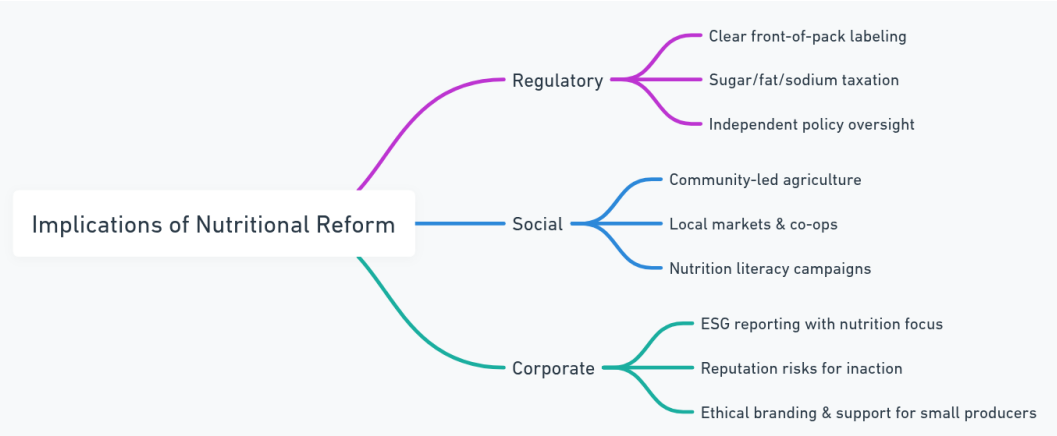 Implications of Nutritional Reform
Regulatory
Clear front-of-pack labeling
Sugar/fat/sodium taxation
Independent policy oversight
Social
Community-led agriculture
Local markets & co-ops
Nutrition literacy campaigns
Corporate
ESG reporting with nutrition focus
Reputation risks for inaction
Ethical branding & support for small producers